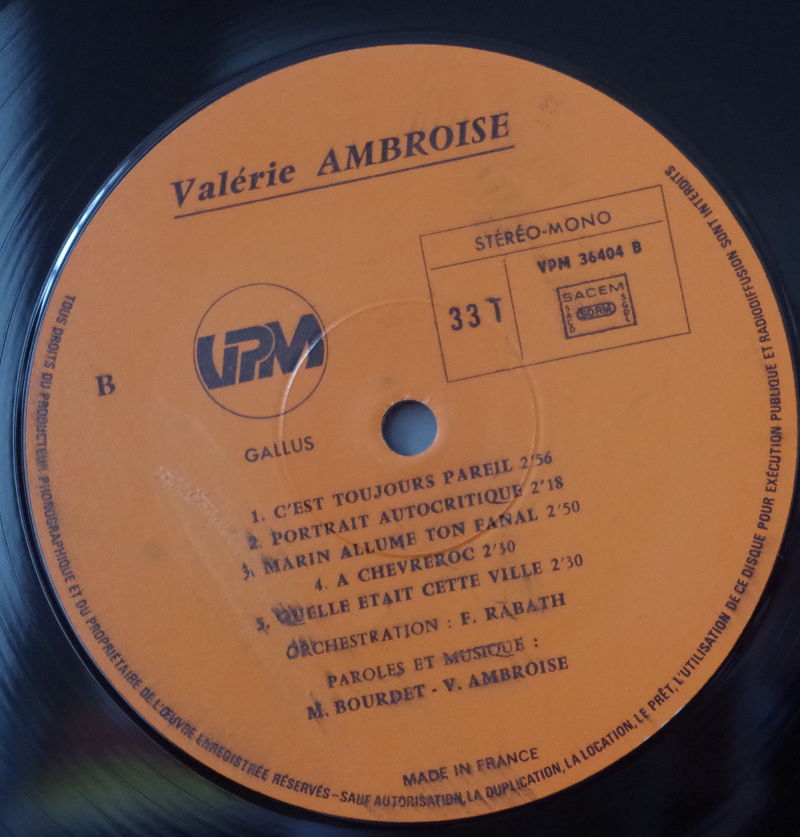 Valérie AMBROISE
STÉRÉO-MONO
33 T
VPM 36404 B
SACEM
SACD
SDRM
SGDL
VPM
B
GALLUS
1. C'EST TOUJOURS PAREIL 2'56
2. PORTRAIT AUTOCRITIQUE 2'18
3. MARIN ALLUME TON FANAL 2'50
4. A CHEVREROC 2'30
5. QUELLE ETAIT CETTE VILLE 2'30
ORCHESTRATION : F. RABATH
PAROLES ET MUSIQUE :
M. BOURDET - V. AMBROISE
MADE IN FRANCE
TOUS DROITS DU PRODUCTEUR PHONOGRAPHIQUE ET DU PROPRIÉTAIRE DE L'ŒUVRE ENREGISTRÉE RÉSERVÉS - SAUF AUTORISATION, LA DUPLICATION, LA LOCATION, LE PRÊT, L'UTILISATION DE CE DISQUE POUR EXÉCUTION PUBLIQUE ET RADIODIFFUSION SONT INTERDITS